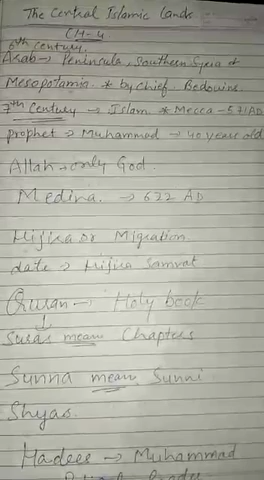 The Central Islamic Lands
CH-4
6th century.
Arab → Peninsula, Southern Syria &
Mesopotamia * by chief Bedouins.
7th Century → Islam * Mecca - 571 AD
prophet → Muhammad → 40 years old
Allah → only God.
Medina → 622 AD
Hijira or Migration
date → Hijira Samvat
Quran → Holy book
↓
Suras mean Chapters
Sunna mean Sunni
Shyas
Hadees → Muhammad